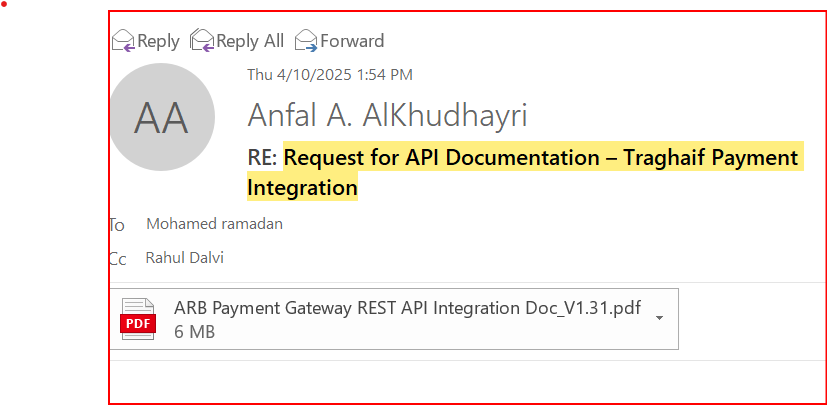 Reply Reply All Forward
Thu 4/10/2025 1:54 PM
AA
Anfal A. AlKhudhayri
RE: Request for API Documentation – Traghaif Payment
Integration
To Mohamed ramadan
Cc Rahul Dalvi
PDF
ARB Payment Gateway REST API Integration Doc_V1.31.pdf
6 MB